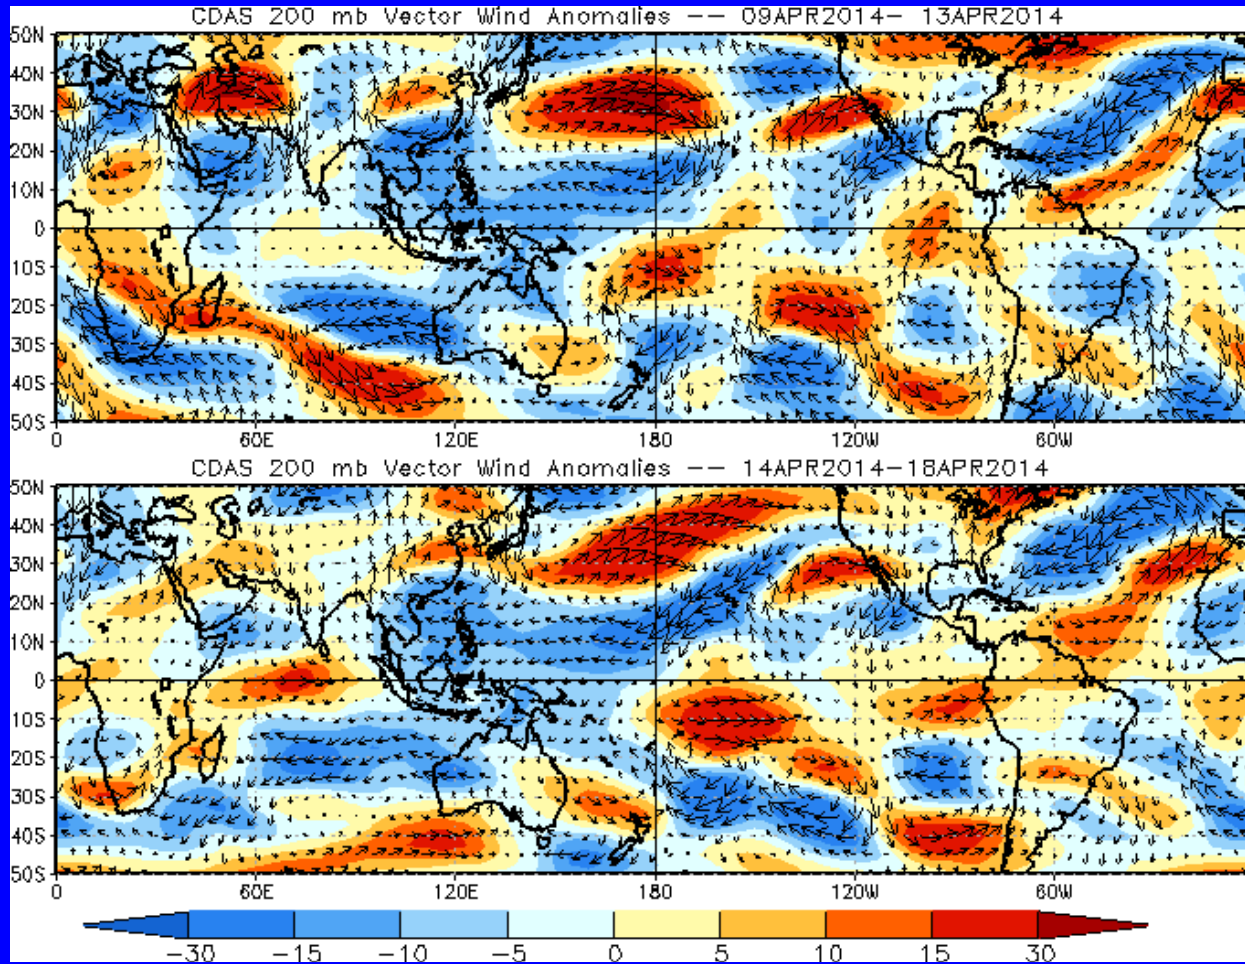 CDAS 200 mb Vector Wind Anomalies -- 09APR2014- 13APR2014
50N
40N
30N
20N
10N
0
10S
20S
30S
40S
50S
0 60E 120E 180 120W 60W
CDAS 200 mb Vector Wind Anomalies -- 14APR2014-18APR2014
50N
40N
30N
20N
10N
0
10S
20S
30S
40S
50S
0 60E 120E 180 120W 60W
-30 -15 -10 -5 0 5 10 15 30